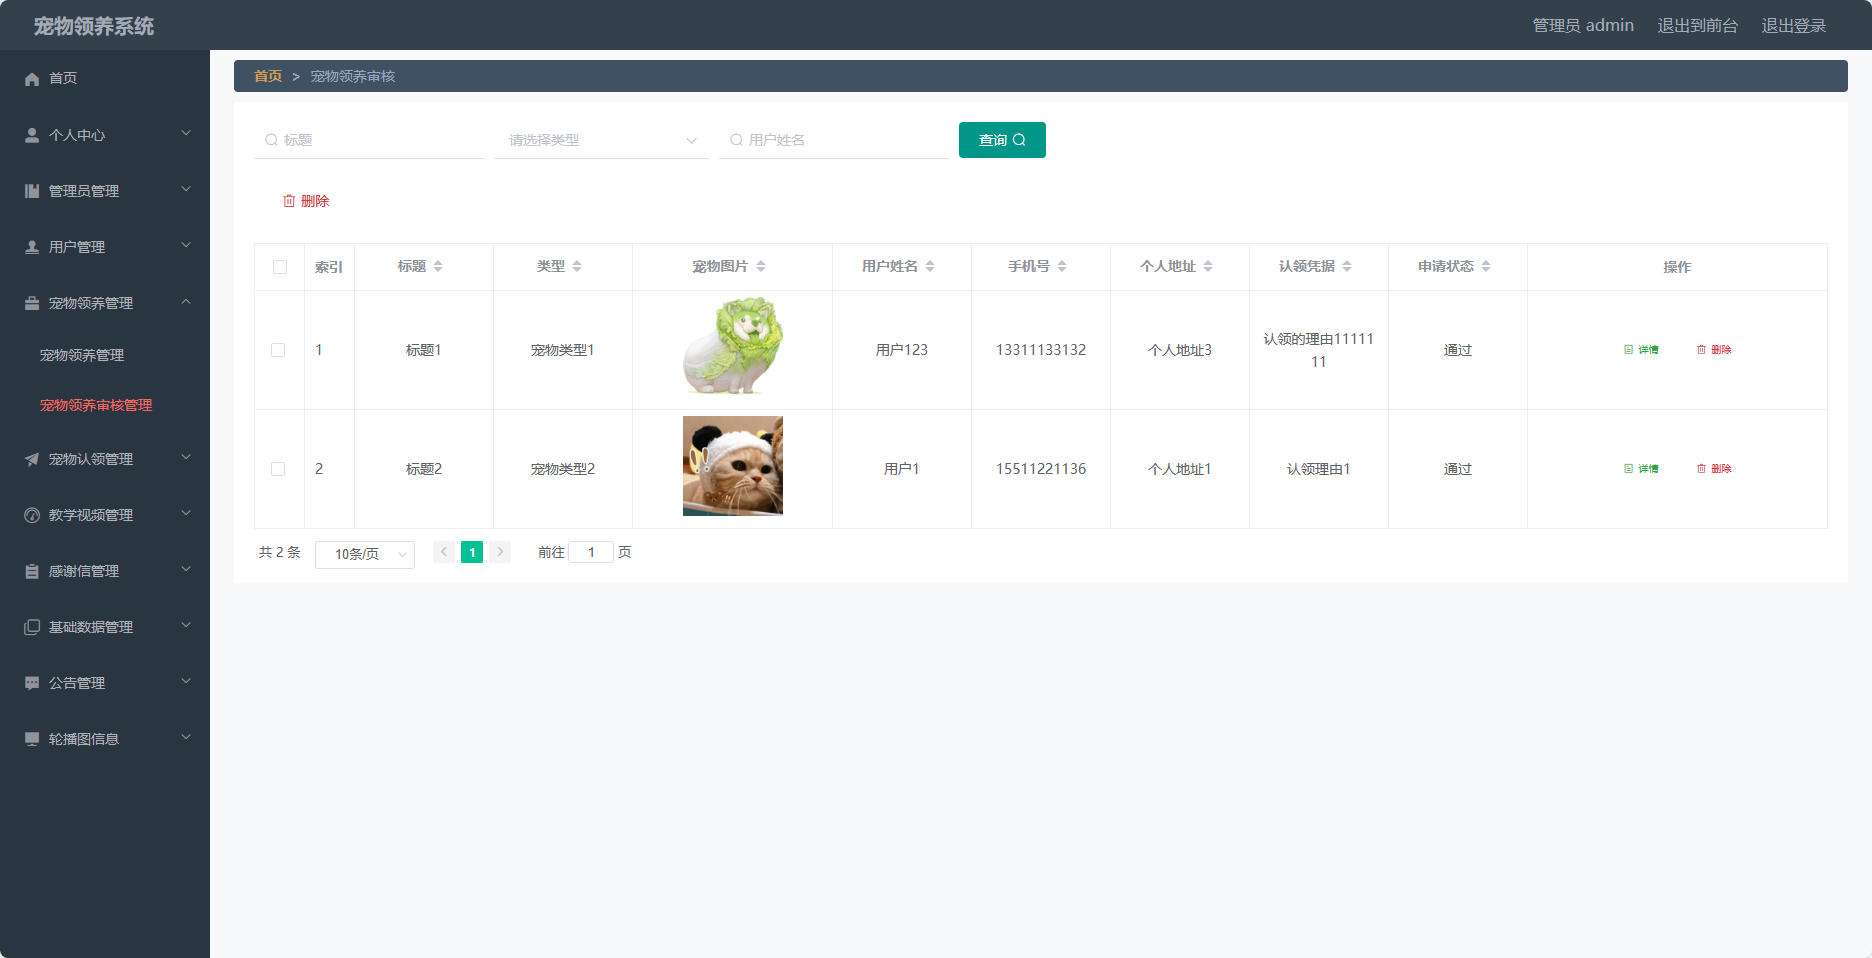 宠物领养系统
管理员 admin 退出到前台 退出登录
首页
个人中心
管理员管理
用户管理
宠物领养管理
宠物领养管理
宠物领养审核管理
宠物认领管理
教学视频管理
感谢信管理
基础数据管理
公告管理
轮播图信息
首页 > 宠物领养审核
标题 请选择类型 用户姓名 查询
删除
索引 标题 类型 宠物图片 用户姓名 手机号 个人地址 认领凭据 申请状态 操作
1 标题1 宠物类型1 用户123 13311133132 个人地址3 认领的理由11111
11 通过 详情 删除
2 标题2 宠物类型2 用户1 15511221136 个人地址1 认领理由1 通过 详情 删除
共 2 条 10条/页 1 前往 1 页